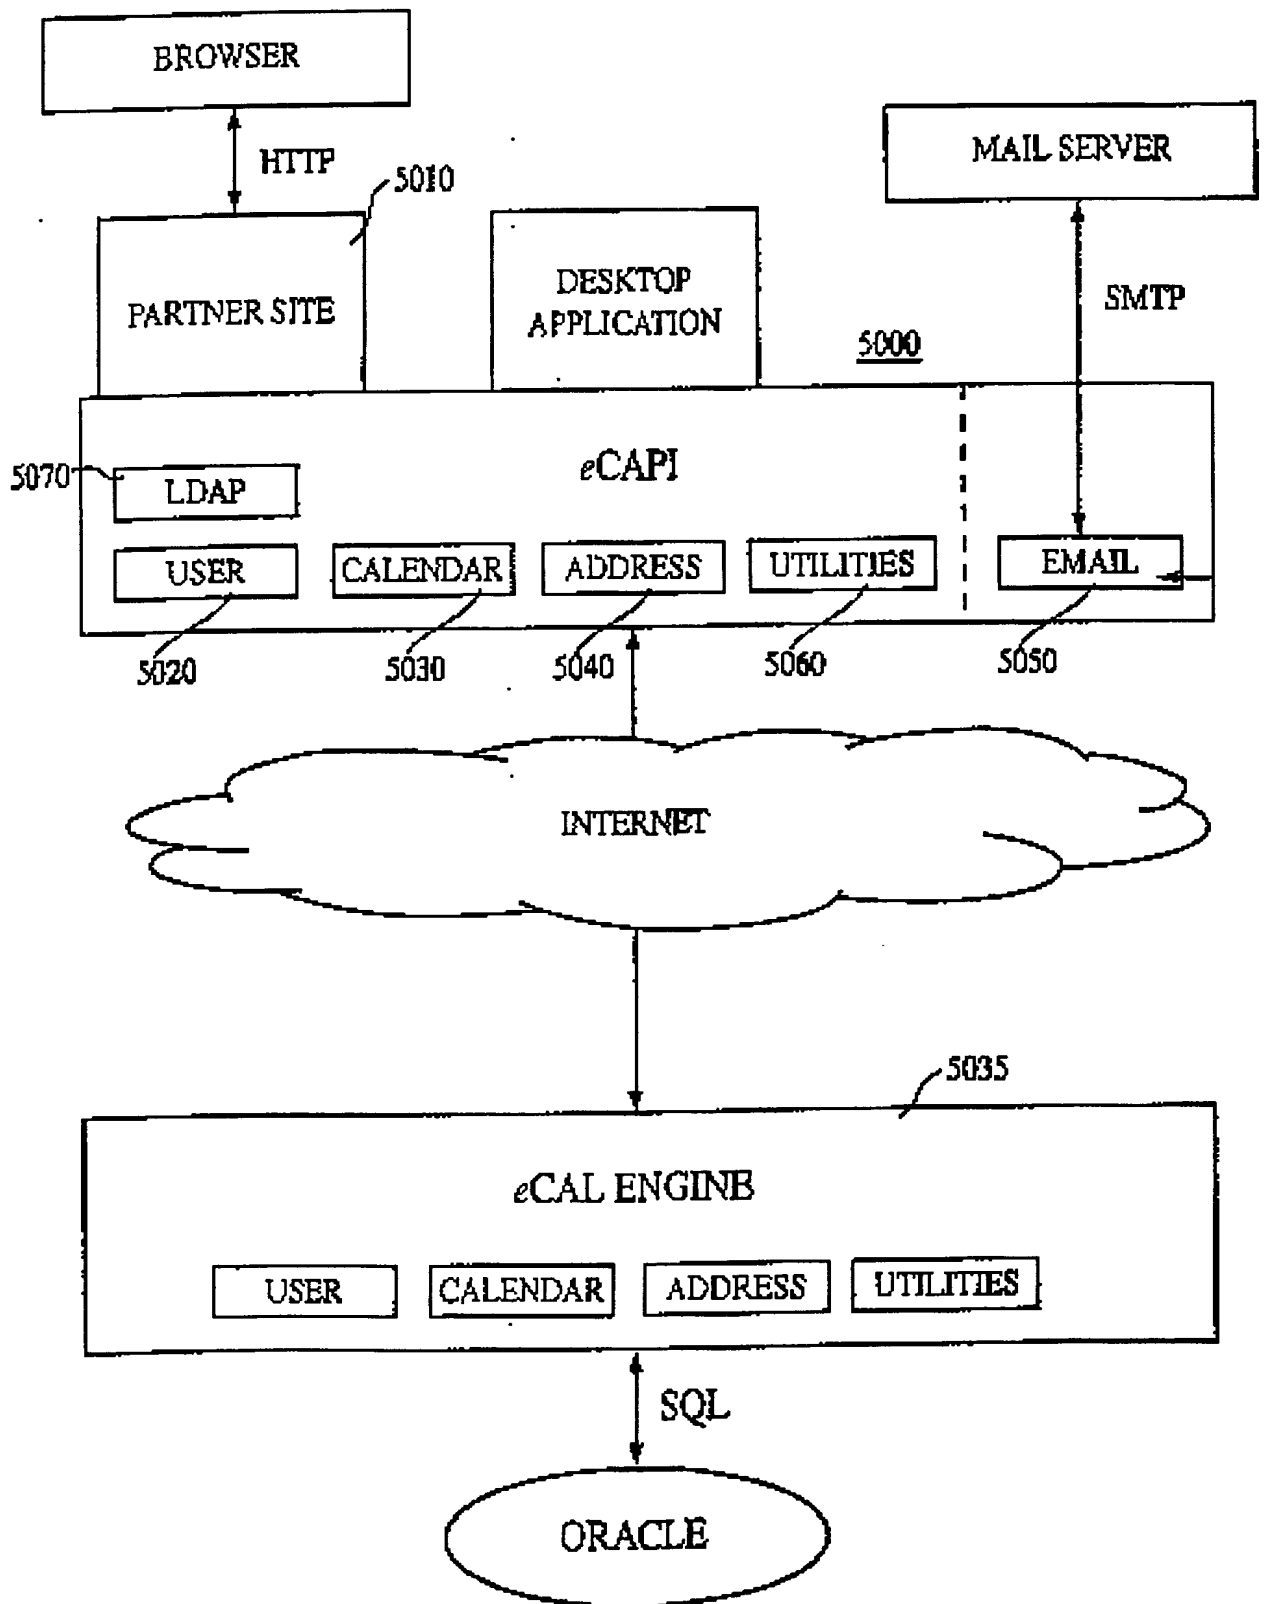 BROWSER
HTTP
5010
MAIL SERVER
PARTNER SITE
DESKTOP
APPLICATION
SMTP
5000
eCAPI
5070
LDAP
USER
CALENDAR
ADDRESS
UTILITIES
EMAIL
5020
5030
5040
5060
5050
INTERNET
5035
eCAL ENGINE
USER
CALENDAR
ADDRESS
UTILITIES
SQL
ORACLE